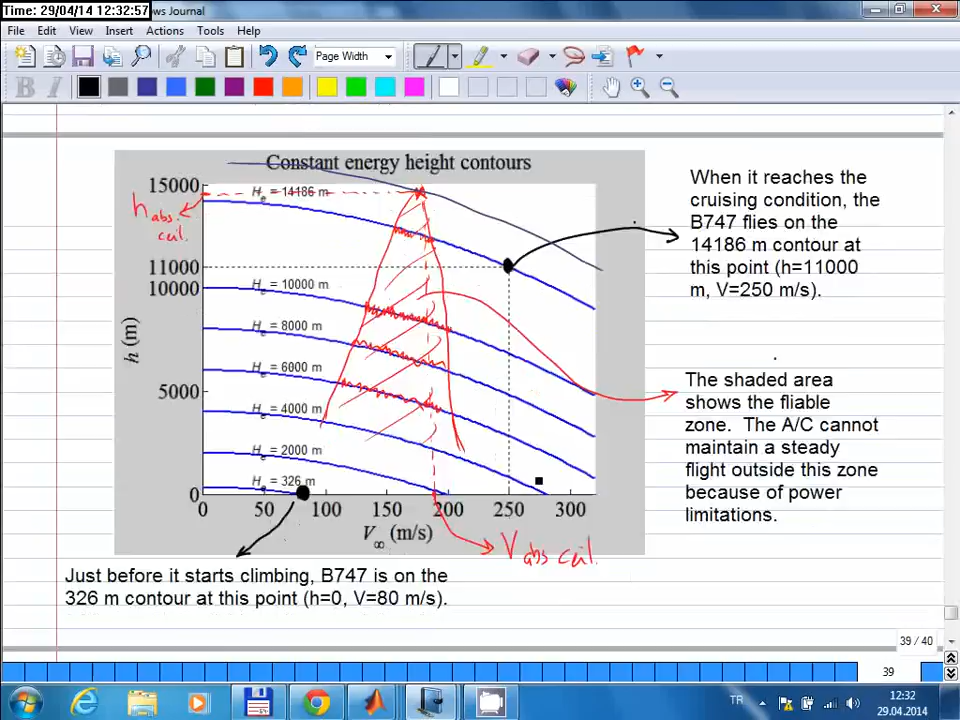 Time: 29/04/14 12:32:57
ows Journal
File Edit View Insert Actions Tools Help
Page Width
B I
Constant energy height contours
15000
11000
10000
5000
0
h (m)
He = 14186 m
He = 10000 m
He = 8000 m
He = 6000 m
He = 4000 m
He = 2000 m
He = 326 m
0 50 100 150 200 250 300
V∞ (m/s)
h abs. ceil.
V abs ceil.
When it reaches the
cruising condition, the
B747 flies on the
14186 m contour at
this point (h=11000
m, V=250 m/s).
The shaded area
shows the fliable
zone. The A/C cannot
maintain a steady
flight outside this zone
because of power
limitations.
Just before it starts climbing, B747 is on the
326 m contour at this point (h=0, V=80 m/s).
39 / 40
39
TR
12:32
29.04.2014